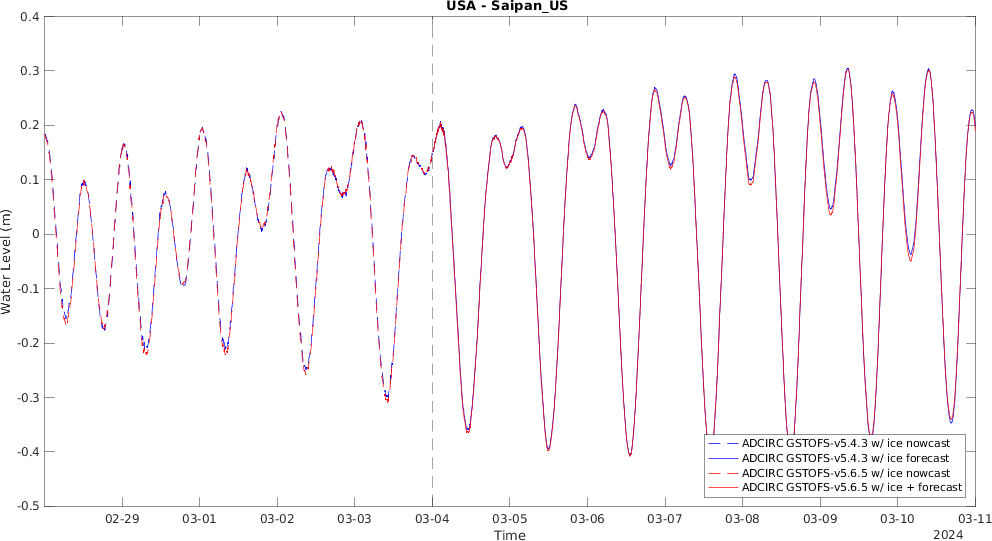 USA - Saipan_US
0.4
0.3
0.2
0.1
0
-0.1
-0.2
-0.3
-0.4
-0.5
Water Level (m)
ADCIRC GSTOFS-v5.4.3 w/ ice nowcast
ADCIRC GSTOFS-v5.4.3 w/ ice forecast
ADCIRC GSTOFS-v5.6.5 w/ ice nowcast
ADCIRC GSTOFS-v5.6.5 w/ ice + forecast
02-29 03-01 03-02 03-03 03-04 03-05 03-06 03-07 03-08 03-09 03-10 03-11
Time 2024